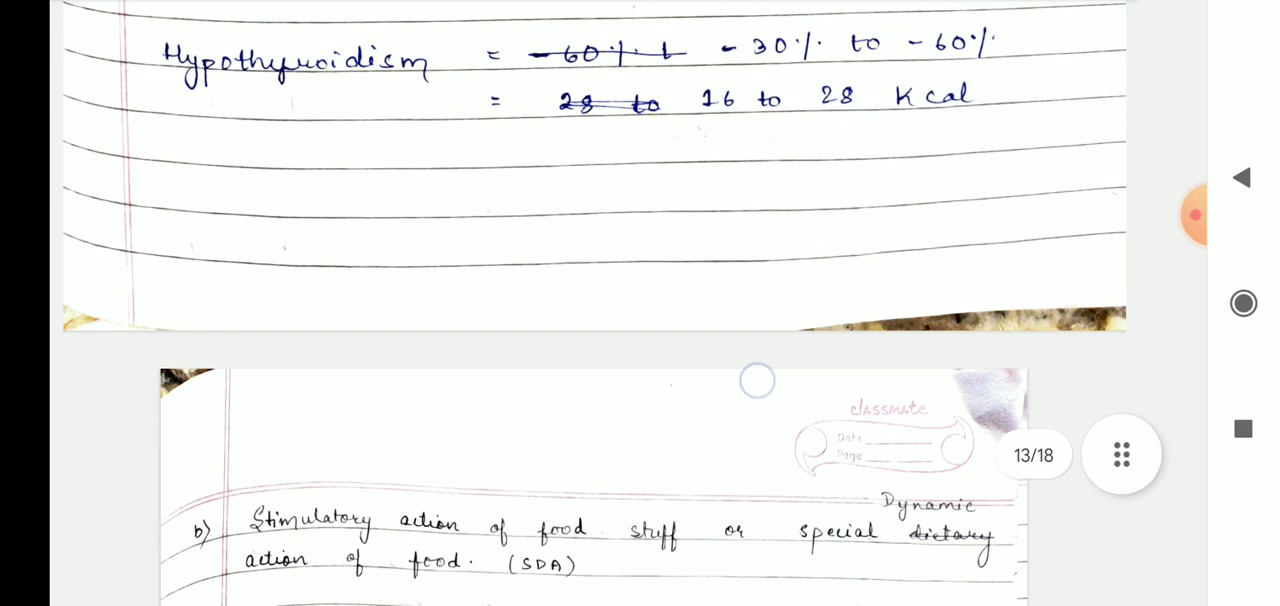 Hypothyroidism = -60% t - 30% to - 60%
= 28 to 16 to 28 Kcal
classmate
Date
Page
13/18
Dynamic
b) Stimulatory action of food stuff or special dietary
action of food. (SDA)